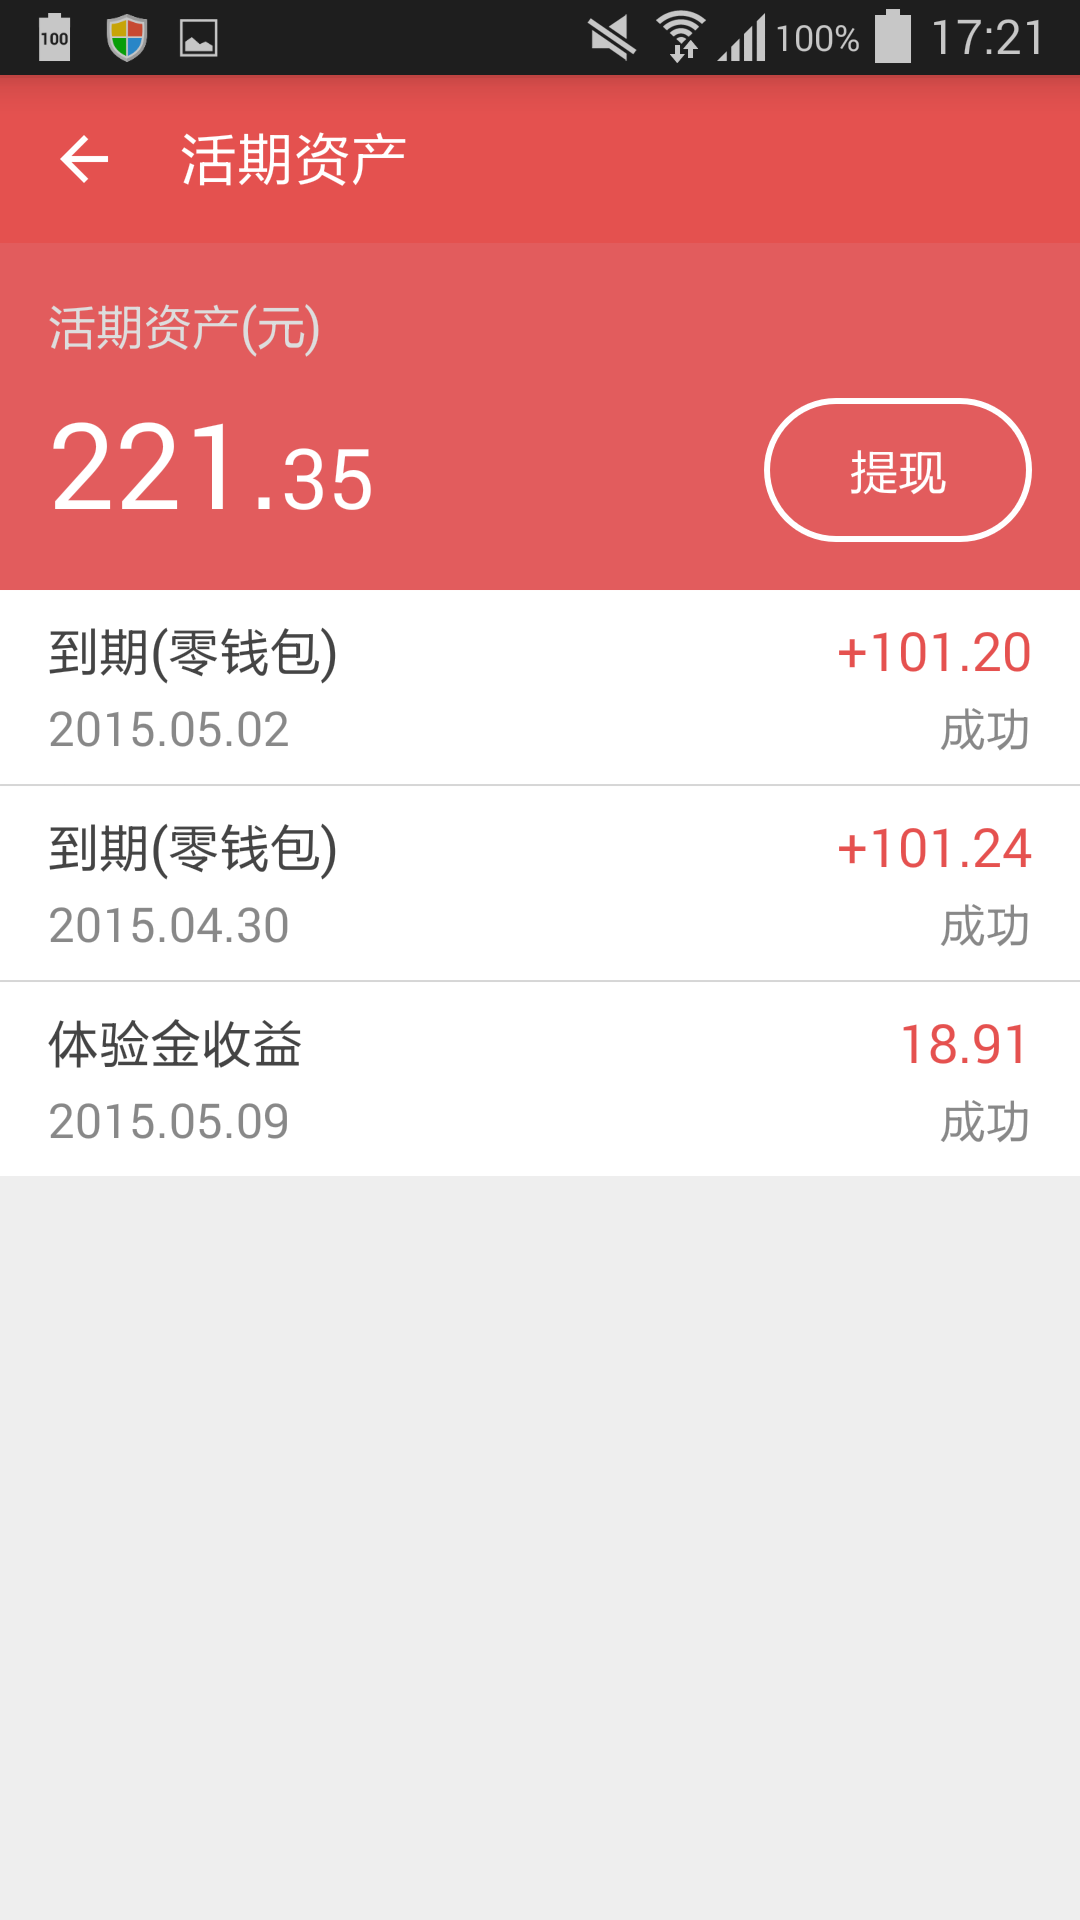 100 100% 17:21
活期资产
活期资产(元)
221.35 提现
到期(零钱包) +101.20
2015.05.02 成功
到期(零钱包) +101.24
2015.04.30 成功
体验金收益 18.91
2015.05.09 成功